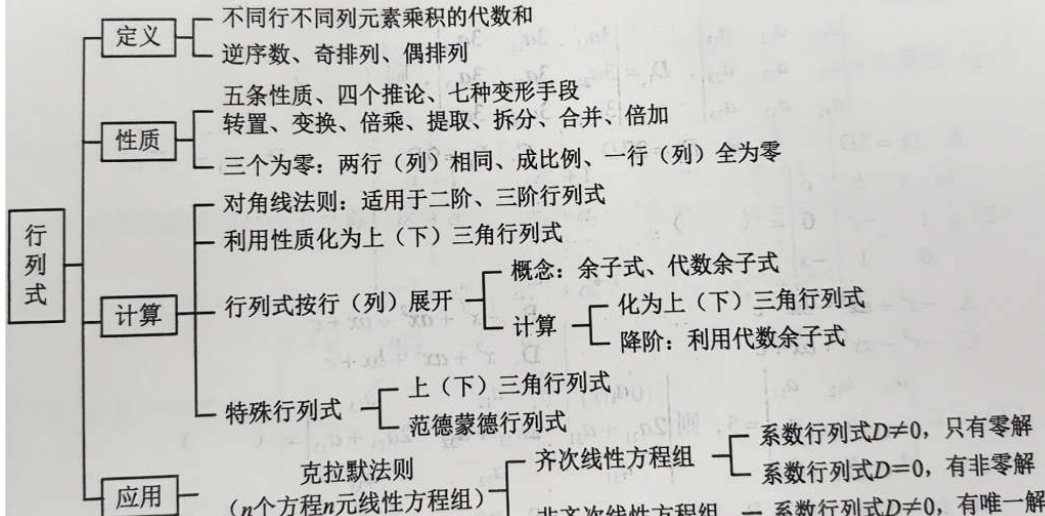 行列式
定义
不同行不同列元素乘积的代数和
逆序数、奇排列、偶排列
性质
五条性质、四个推论、七种变形手段
转置、变换、倍乘、提取、拆分、合并、倍加
三个为零：两行（列）相同、成比例、一行（列）全为零
计算
对角线法则：适用于二阶、三阶行列式
利用性质化为上（下）三角行列式
行列式按行（列）展开
概念：余子式、代数余子式
计算
化为上（下）三角行列式
降阶：利用代数余子式
特殊行列式
上（下）三角行列式
范德蒙德行列式
应用
克拉默法则
（n个方程n元线性方程组）
齐次线性方程组
系数行列式D≠0，只有零解
系数行列式D=0，有非零解
非齐次线性方程组
系数行列式D≠0，有唯一解